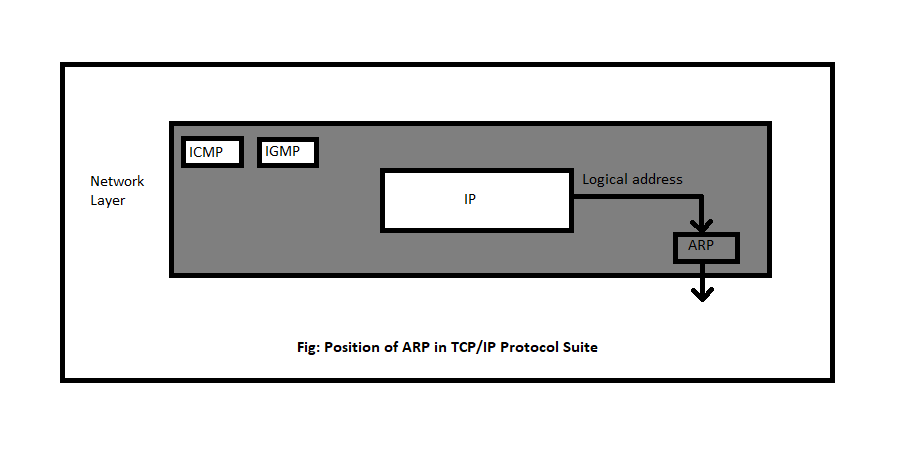 ICMP
IGMP
Network
Layer
Logical address
IP
ARP
Fig: Position of ARP in TCP/IP Protocol Suite